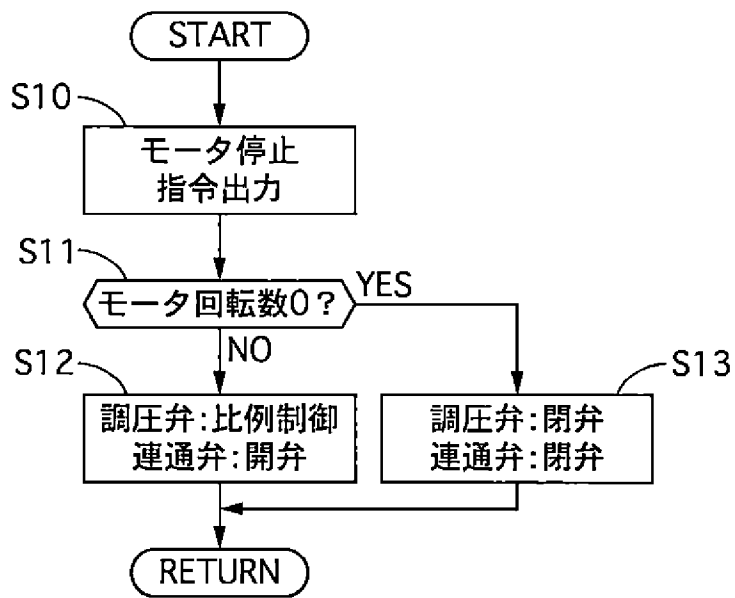 START
S10
モータ停止
指令出力
S11
モータ回転数0?
YES
NO
S12
調圧弁:比例制御
連通弁:開弁
S13
調圧弁:閉弁
連通弁:閉弁
RETURN